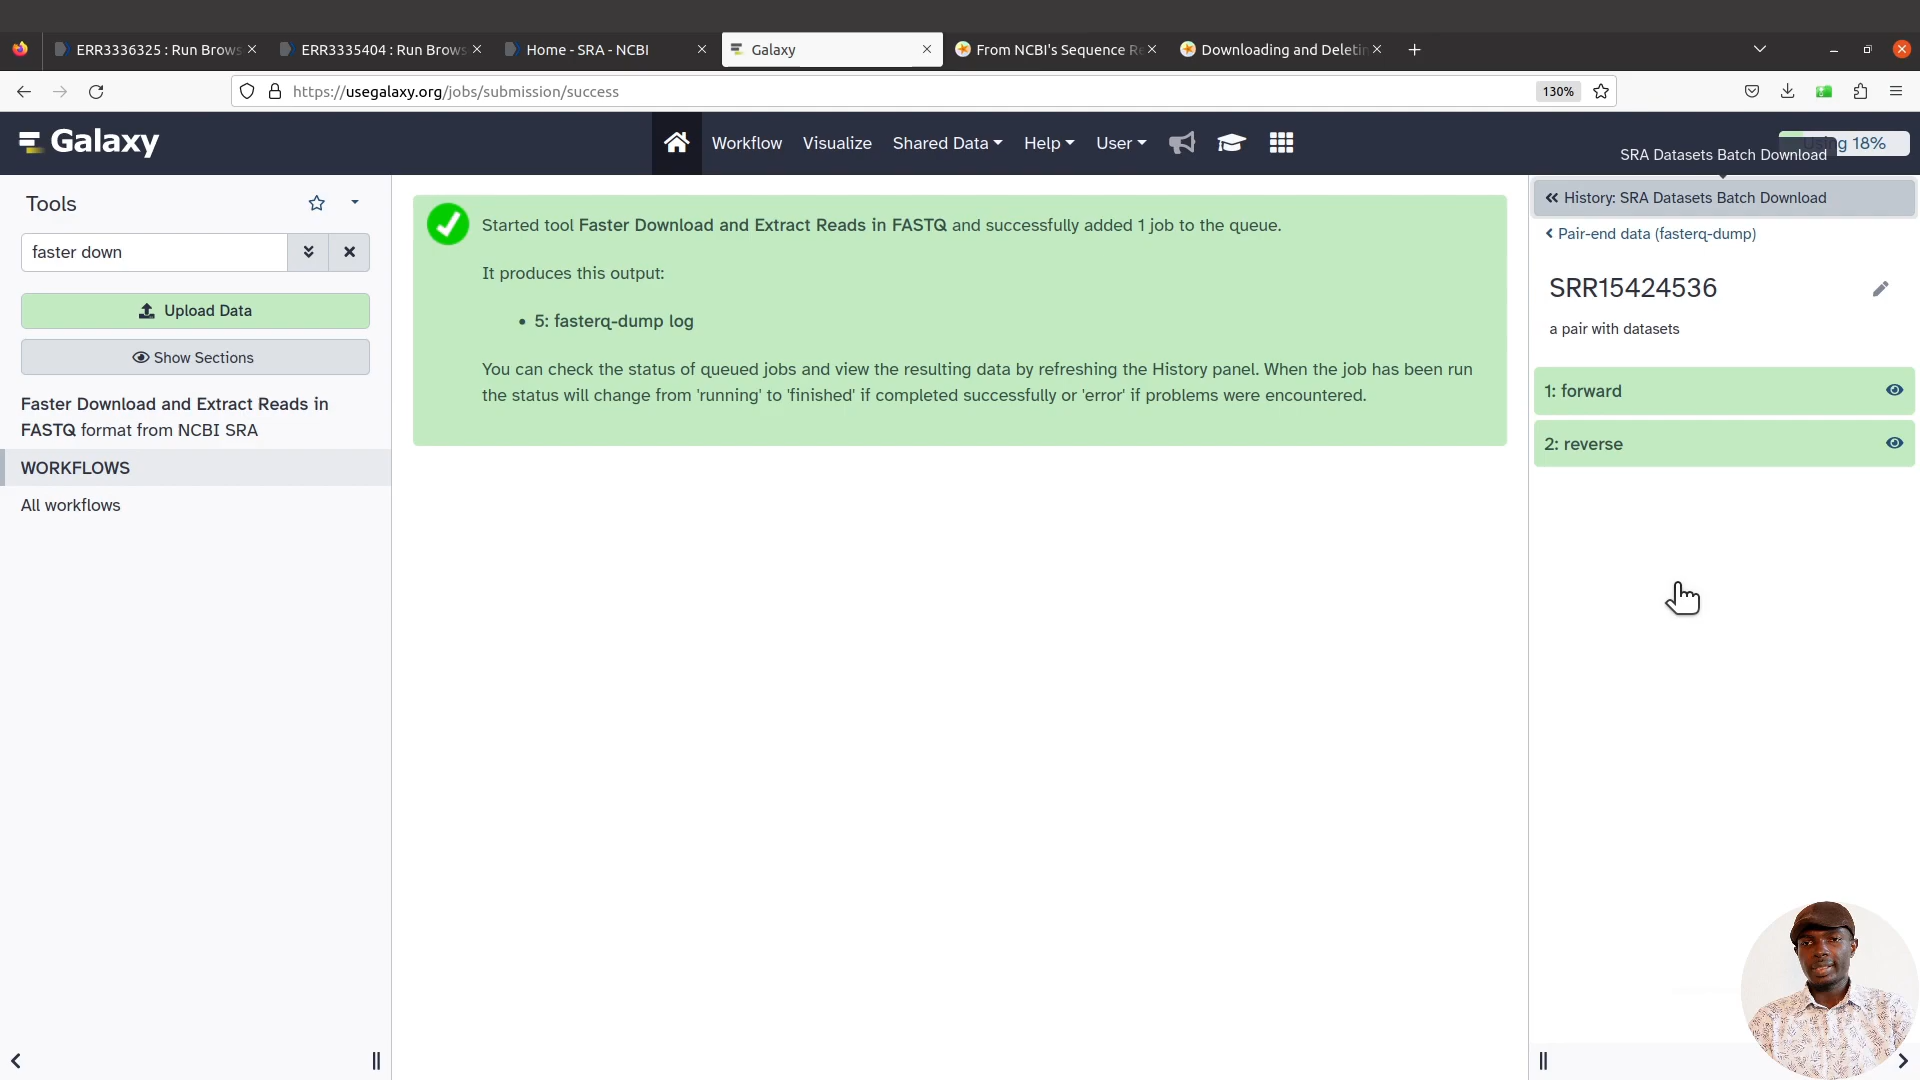 ERR3336325 : Run Brows
ERR3335404 : Run Brows
Home - SRA - NCBI
Galaxy
From NCBI's Sequence Re
Downloading and Deletin
https://usegalaxy.org/jobs/submission/success
130%
Galaxy
Workflow
Visualize
Shared Data
Help
User
g 18%
SRA Datasets Batch Download
Tools
faster down
Upload Data
Show Sections
Faster Download and Extract Reads in
FASTQ format from NCBI SRA
WORKFLOWS
All workflows
Started tool Faster Download and Extract Reads in FASTQ and successfully added 1 job to the queue.
It produces this output:
• 5: fasterq-dump log
You can check the status of queued jobs and view the resulting data by refreshing the History panel. When the job has been run
the status will change from 'running' to 'finished' if completed successfully or 'error' if problems were encountered.
History: SRA Datasets Batch Download
Pair-end data (fasterq-dump)
SRR15424536
a pair with datasets
1: forward
2: reverse